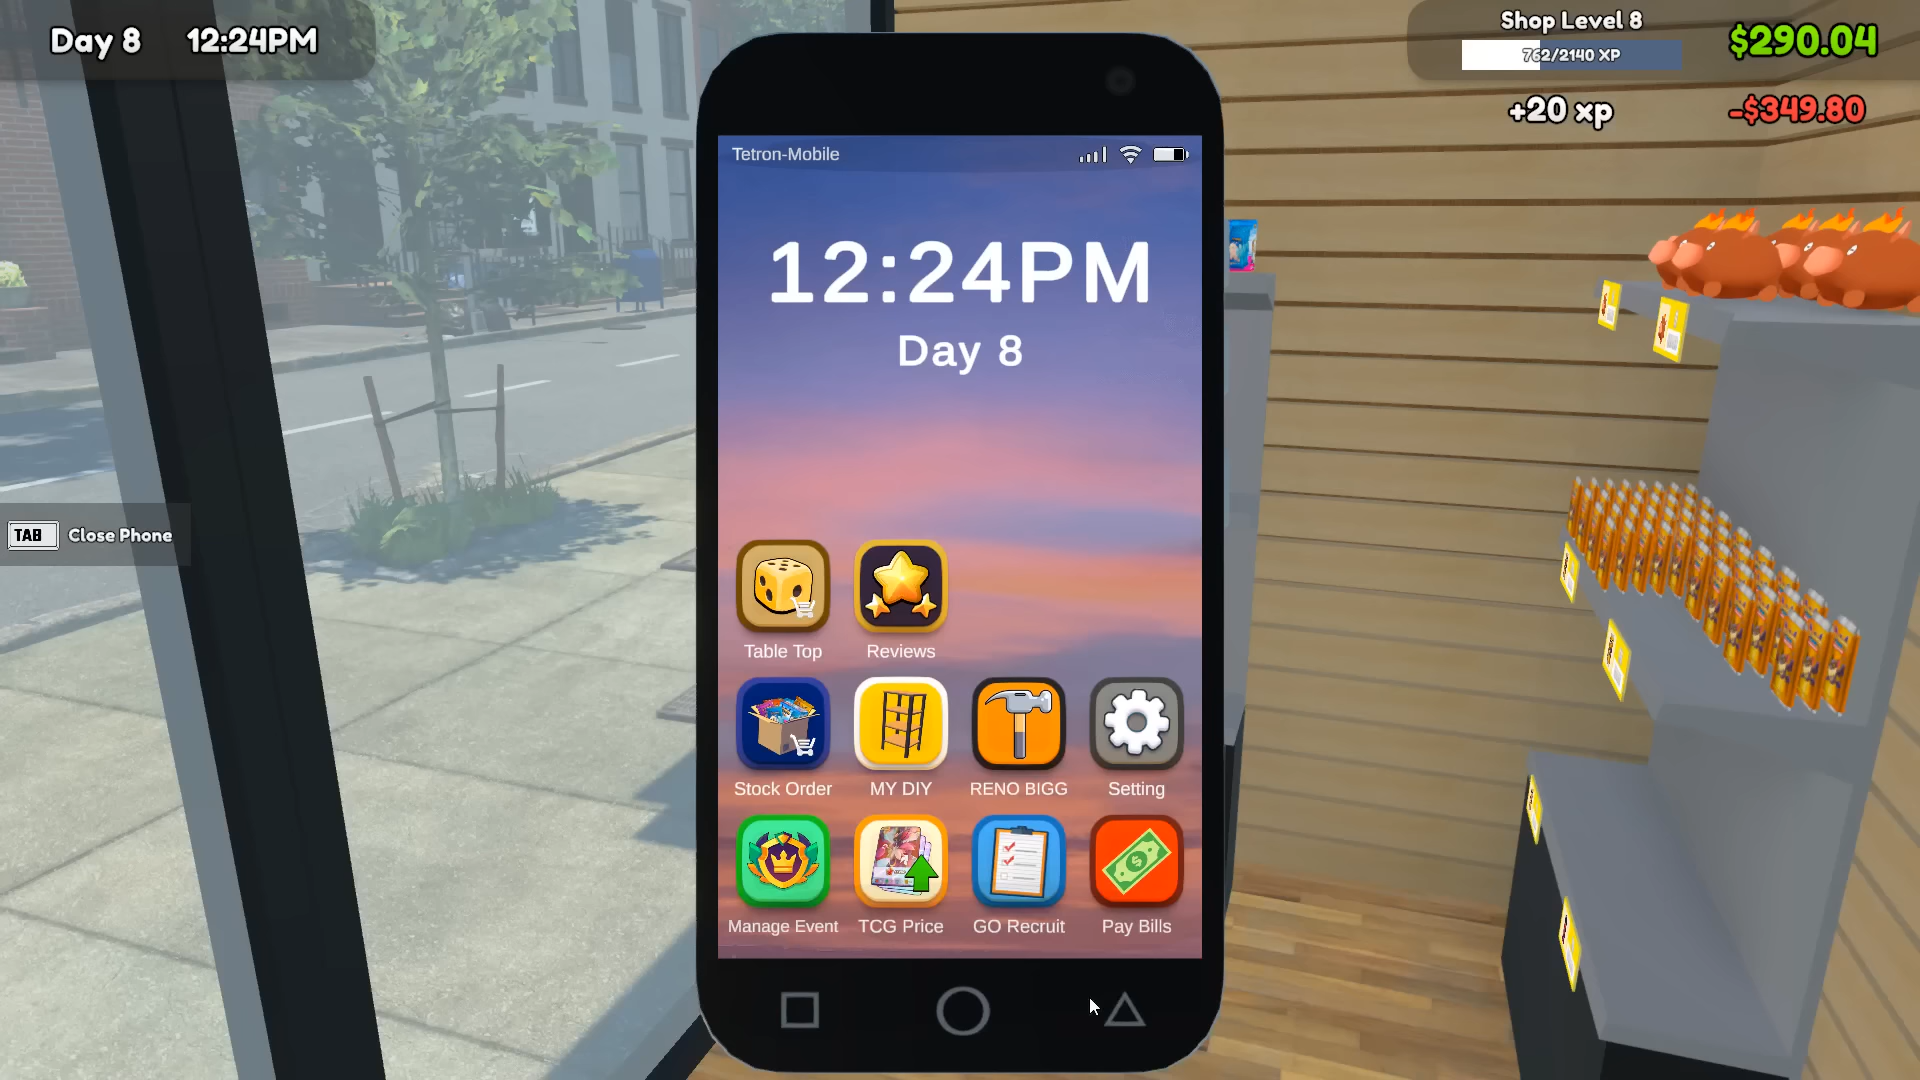 Day 8 12:24PM
Shop Level 8
762/2140 XP
$290.04
+20 xp
-$349.80
TAB Close Phone
Tetron-Mobile
12:24PM
Day 8
Table Top
Reviews
Stock Order
MY DIY
RENO BIGG
Setting
Manage Event
TCG Price
GO Recruit
Pay Bills